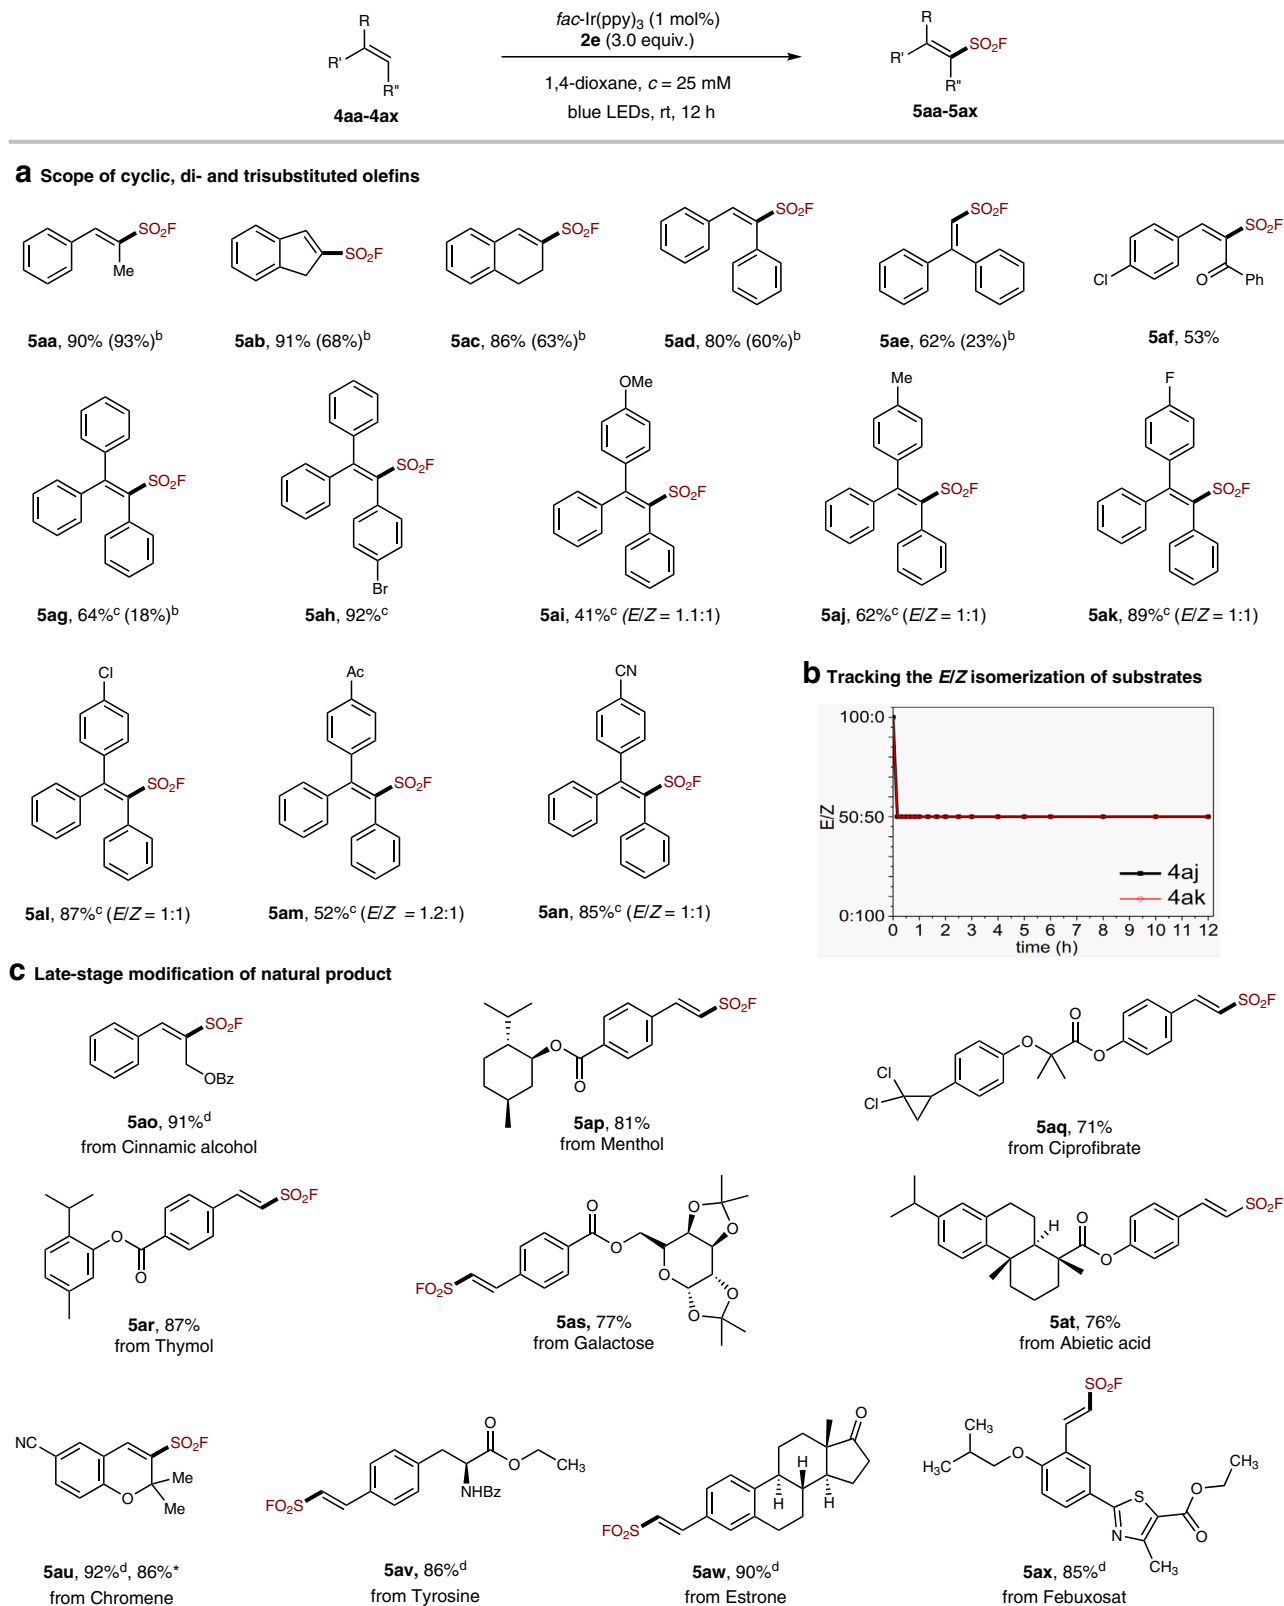 R
R'
R"
4aa-4ax
fac-Ir(ppy)3 (1 mol%)
2e (3.0 equiv.)
1,4-dioxane, c = 25 mM
blue LEDs, rt, 12 h
R
R'
SO2F
R"
5aa-5ax
a Scope of cyclic, di- and trisubstituted olefins
SO2F
Me
5aa, 90% (93%)b
SO2F
5ab, 91% (68%)b
SO2F
5ac, 86% (63%)b
SO2F
5ad, 80% (60%)b
SO2F
5ae, 62% (23%)b
SO2F
Cl
O
Ph
5af, 53%
SO2F
5ag, 64%c (18%)b
SO2F
Br
5ah, 92%c
OMe
SO2F
5ai, 41%c (E/Z = 1.1:1)
Me
SO2F
5aj, 62%c (E/Z = 1:1)
F
SO2F
5ak, 89%c (E/Z = 1:1)
Cl
SO2F
5al, 87%c (E/Z = 1:1)
Ac
SO2F
5am, 52%c (E/Z = 1.2:1)
CN
SO2F
5an, 85%c (E/Z = 1:1)
b Tracking the E/Z isomerization of substrates
100:0
50:50
0:100
E/Z
4aj
4ak
0 1 2 3 4 5 6 7 8 9 10 11 12
time (h)
c Late-stage modification of natural product
SO2F
OBz
5ao, 91%d
from Cinnamic alcohol
SO2F
O
O
5ap, 81%
from Menthol
SO2F
O
O
O
Cl
Cl
5aq, 71%
from Ciprofibrate
SO2F
O
O
5ar, 87%
from Thymol
O
O
O
O
O
O
O
FO2S
5as, 77%
from Galactose
SO2F
H
O
O
5at, 76%
from Abietic acid
NC
SO2F
Me
Me
O
5au, 92%d, 86%*
from Chromene
O
O
CH3
NHBz
FO2S
5av, 86%d
from Tyrosine
O
H
H
H
FO2S
5aw, 90%d
from Estrone
SO2F
CH3
H3C
O
S
N
CH3
O
O
CH3
5ax, 85%d
from Febuxosat